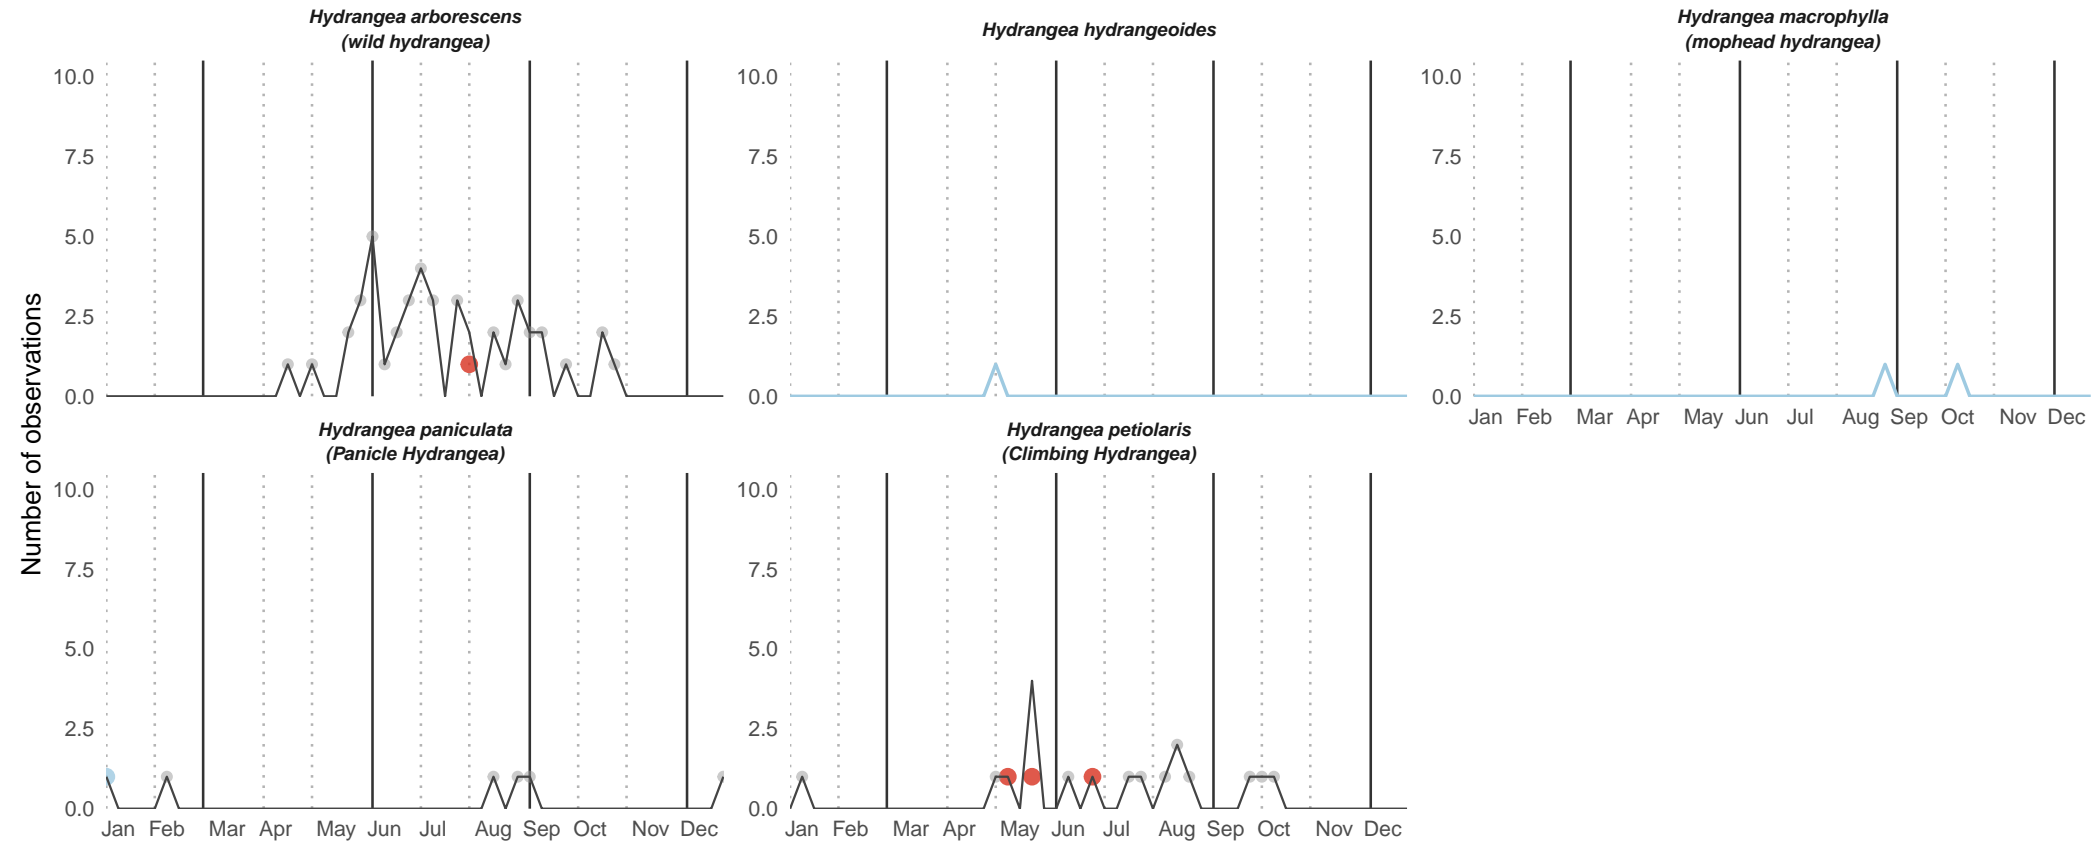 Hydrangea arborescens
(wild hydrangea)
Hydrangea hydrangeoides
Hydrangea macrophylla
(mophead hydrangea)
10.0
7.5
5.0
2.5
0.0
10.0
7.5
5.0
2.5
0.0
10.0
7.5
5.0
2.5
0.0
Jan Feb Mar Apr May Jun Jul Aug Sep Oct Nov Dec
Number of observations
Hydrangea paniculata
(Panicle Hydrangea)
Hydrangea petiolaris
(Climbing Hydrangea)
10.0
7.5
5.0
2.5
0.0
Jan Feb Mar Apr May Jun Jul Aug Sep Oct Nov Dec
10.0
7.5
5.0
2.5
0.0
Jan Feb Mar Apr May Jun Jul Aug Sep Oct Nov Dec